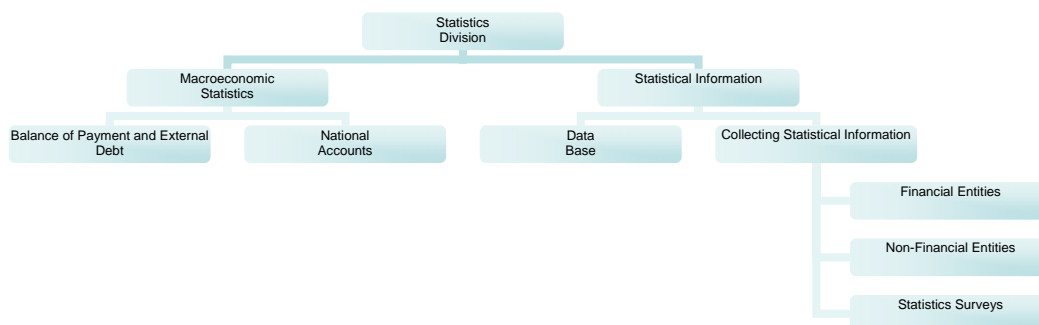 Statistics
Division
Macroeconomic
Statistics
Statistical Information
Balance of Payment and External
Debt
National
Accounts
Data
Base
Collecting Statistical Information
Financial Entities
Non-Financial Entities
Statistics Surveys